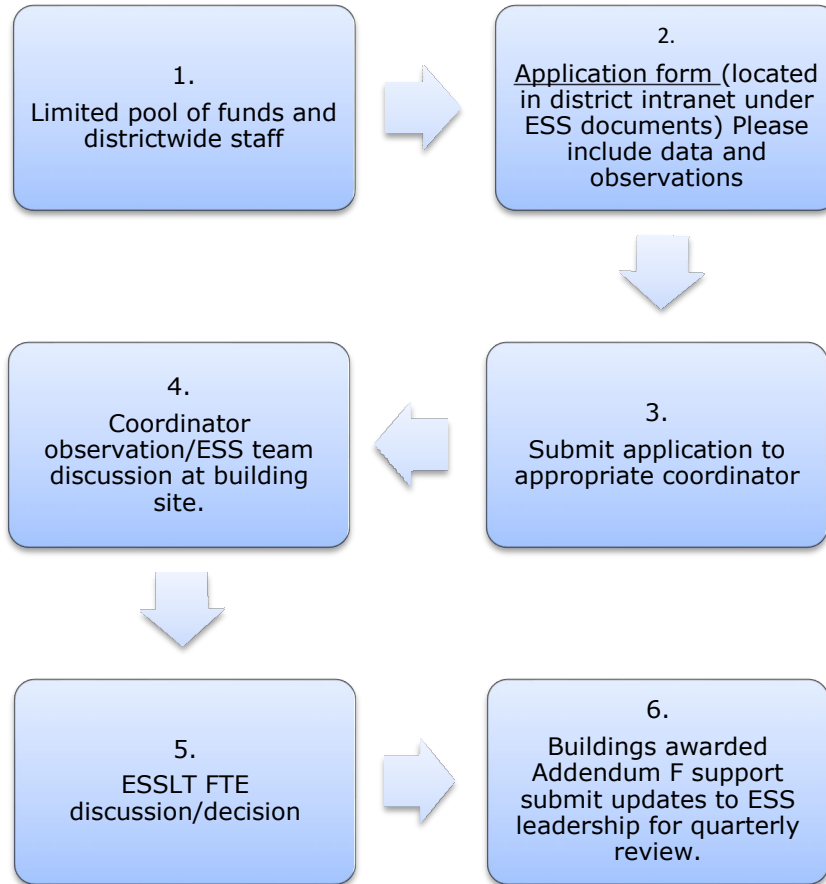 1.
Limited pool of funds and
districtwide staff
2.
Application form (located
in district intranet under
ESS documents) Please
include data and
observations
3.
Submit application to
appropriate coordinator
4.
Coordinator
observation/ESS team
discussion at building
site.
5.
ESSLT FTE
discussion/decision
6.
Buildings awarded
Addendum F support
submit updates to ESS
leadership for quarterly
review.